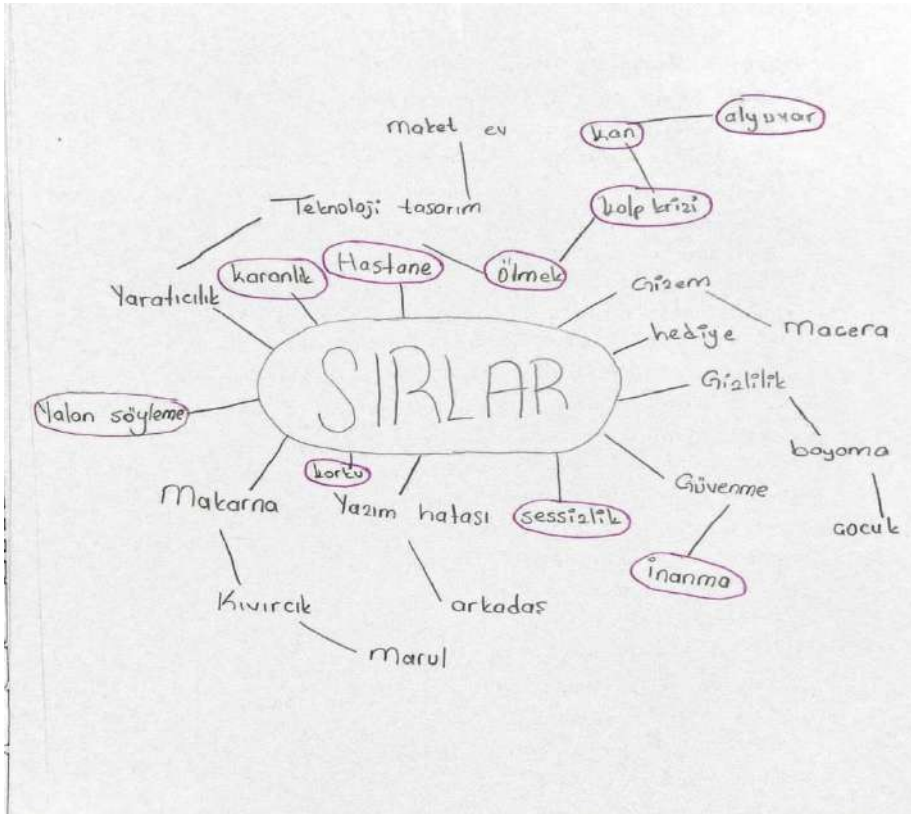 maket ev
kan
alyuvar
Teknoloji tasarım
kalp krizi
karanlık
Hastane
ölmek
Gizem
Yaratıcılık
hediye
Macera
SIRLAR
Gizlilik
Yalan söyleme
boyama
korku
Makarna
Yazım hatası
sessizlik
Güvenme
çocuk
inanma
Kıvırcık
arkadaş
Marul